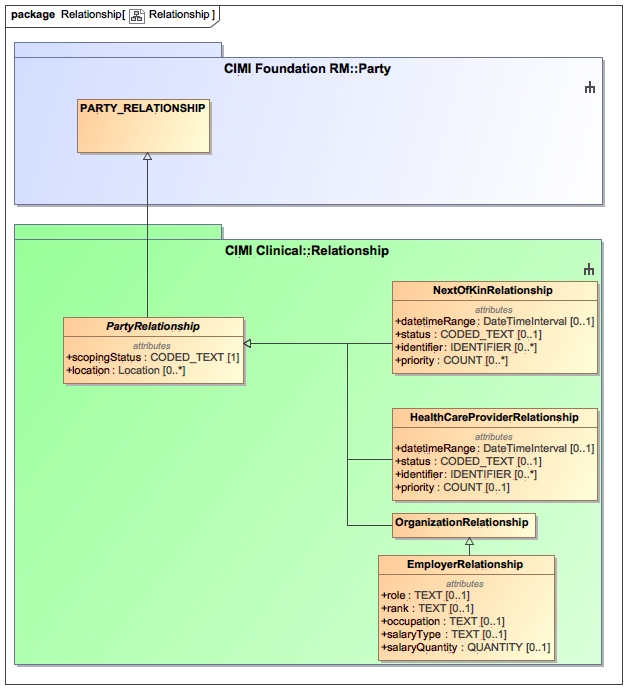 package Relationship[ Relationship ]
CIMI Foundation RM::Party
PARTY_RELATIONSHIP
CIMI Clinical::Relationship
PartyRelationship
attributes
+scopingStatus : CODED_TEXT [1]
+location : Location [0..*]
NextOfKinRelationship
attributes
+datetimeRange : DateTimeInterval [0..1]
+status : CODED_TEXT [0..1]
+identifier : IDENTIFIER [0..*]
+priority : COUNT [0..*]
HealthCareProviderRelationship
attributes
+datetimeRange : DateTimeInterval [0..1]
+status : CODED_TEXT [0..1]
+identifier : IDENTIFIER [0..*]
+priority : COUNT [0..1]
OrganizationRelationship
EmployerRelationship
attributes
+role : TEXT [0..1]
+rank : TEXT [0..1]
+occupation : TEXT [0..1]
+salaryType : TEXT [0..1]
+salaryQuantity : QUANTITY [0..1]